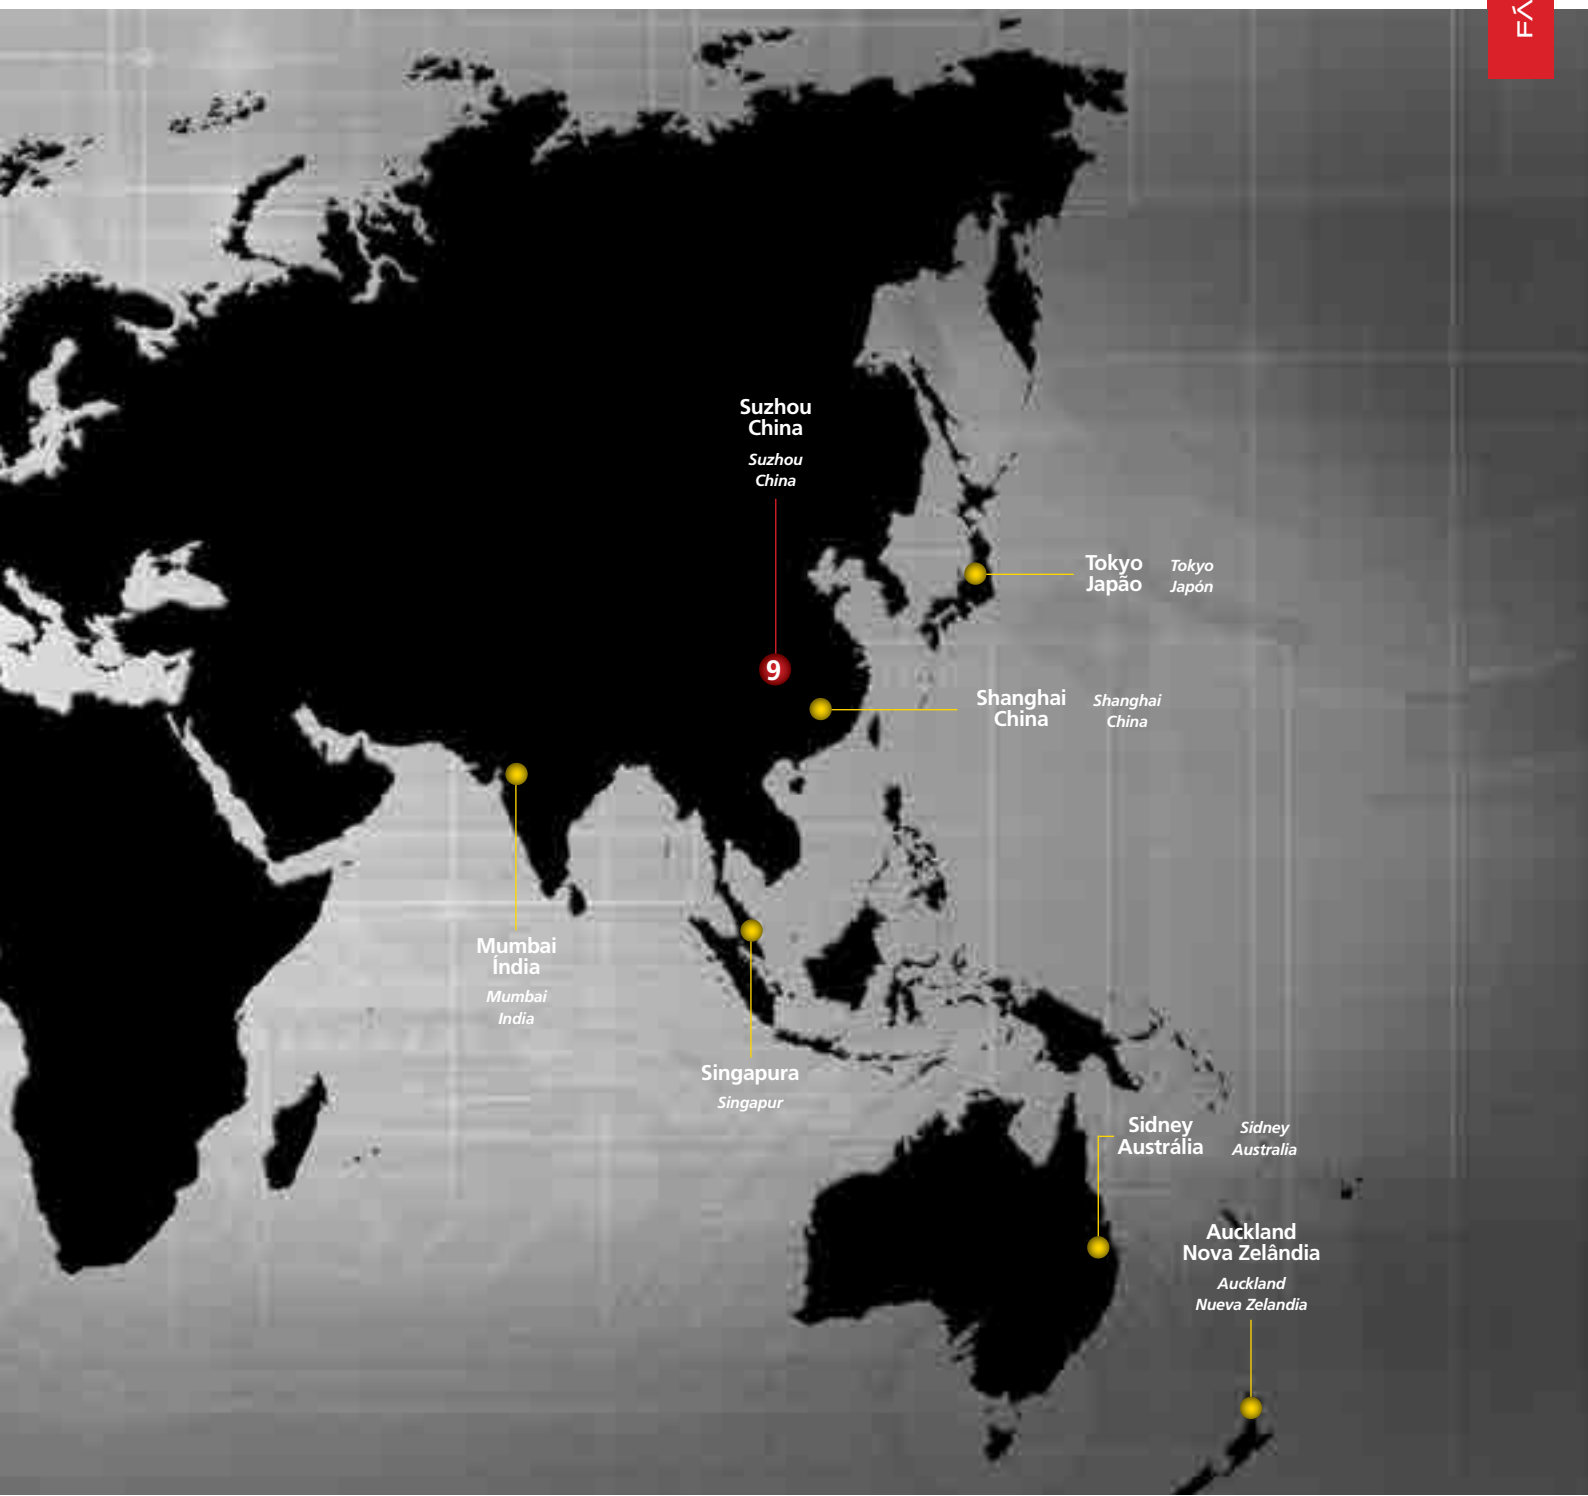 FÁ
Suzhou
China
Suzhou
China
Tokyo
Japão
Tokyo
Japón
9
Shanghai
China
Shanghai
China
Mumbai
Índia
Mumbai
India
Singapura
Singapur
Sidney
Austrália
Sidney
Australia
Auckland
Nova Zelândia
Auckland
Nueva Zelandia